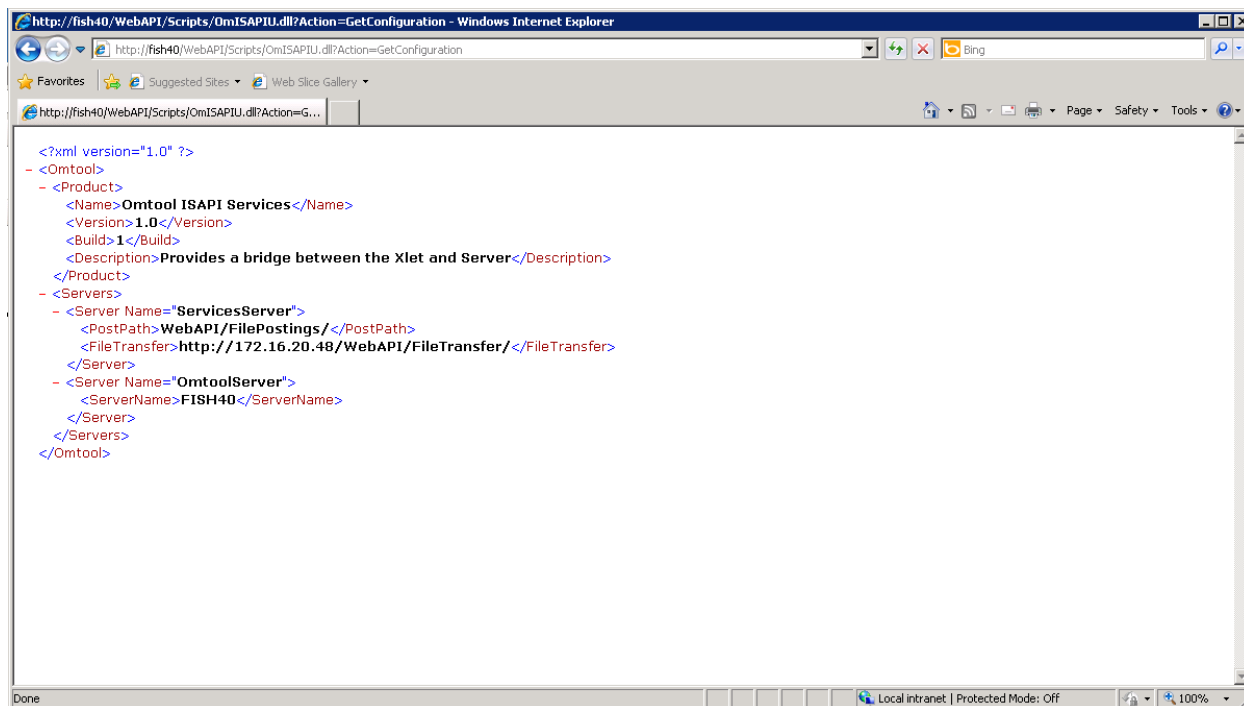 http://fish40/WebAPI/Scripts/OmISAPIU.dll?Action=GetConfiguration - Windows Internet Explorer
http://fish40/WebAPI/Scripts/OmISAPIU.dll?Action=GetConfiguration
Bing
Favorites Suggested Sites Web Slice Gallery
http://fish40/WebAPI/Scripts/OmISAPIU.dll?Action=G... Page Safety Tools
<?xml version="1.0" ?>
- <Omtool>
- <Product>
<Name>Omtool ISAPI Services</Name>
<Version>1.0</Version>
<Build>1</Build>
<Description>Provides a bridge between the Xlet and Server</Description>
</Product>
- <Servers>
- <Server Name="ServicesServer">
<PostPath>WebAPI/FilePostings/</PostPath>
<FileTransfer>http://172.16.20.48/WebAPI/FileTransfer/</FileTransfer>
</Server>
- <Server Name="OmtoolServer">
<ServerName>FISH40</ServerName>
</Server>
</Servers>
</Omtool>
Done Local intranet | Protected Mode: Off 100%